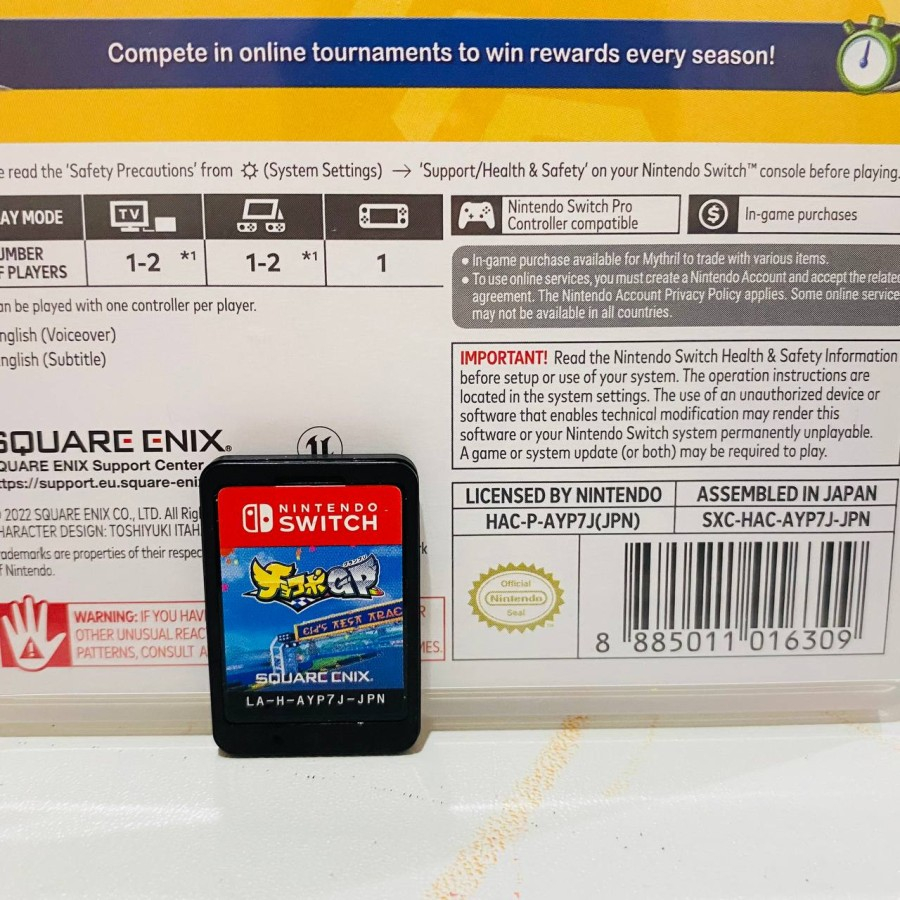 Compete in online tournaments to win rewards every season!
read the 'Safety Precautions' from (System Settings) → 'Support/Health & Safety' on your Nintendo Switch™ console before playing.
AY MODE
TV
UMBER
F PLAYERS
1-2 *1
1-2 *1
1
an be played with one controller per player.
nglish (Voiceover)
nglish (Subtitle)
Nintendo Switch Pro
Controller compatible
$
In-game purchases
• In-game purchase available for Mythril to trade with various items.
• To use online services, you must create a Nintendo Account and accept the relate
agreement. The Nintendo Account Privacy Policy applies. Some online service
may not be available in all countries.
IMPORTANT! Read the Nintendo Switch Health & Safety Information
before setup or use of your system. The operation instructions are
located in the system settings. The use of an unauthorized device or
software that enables technical modification may render this
software or your Nintendo Switch system permanently unplayable.
A game or system update (or both) may be required to play.
SQUARE ENIX®
QUARE ENIX Support Center
ttps://support.eu.square-eni
2022 SQUARE ENIX CO., LTD. All Rig
HARACTER DESIGN: TOSHIYUKI ITAH
ademarks are properties of their respec
f Nintendo.
WARNING: IF YOU HAV
OTHER UNUSUAL REAC
PATTERNS, CONSULT A
MES.
LICENSED BY NINTENDO
ASSEMBLED IN JAPAN
HAC-P-AYP7J(JPN)
SXC-HAC-AYP7J-JPN
Official
Nintendo
Seal
8 885011 016309
NINTENDO
SWITCH
チョコボGP
グランプリ
SQUARE ENIX®
LA-H-AYP7J-JPN